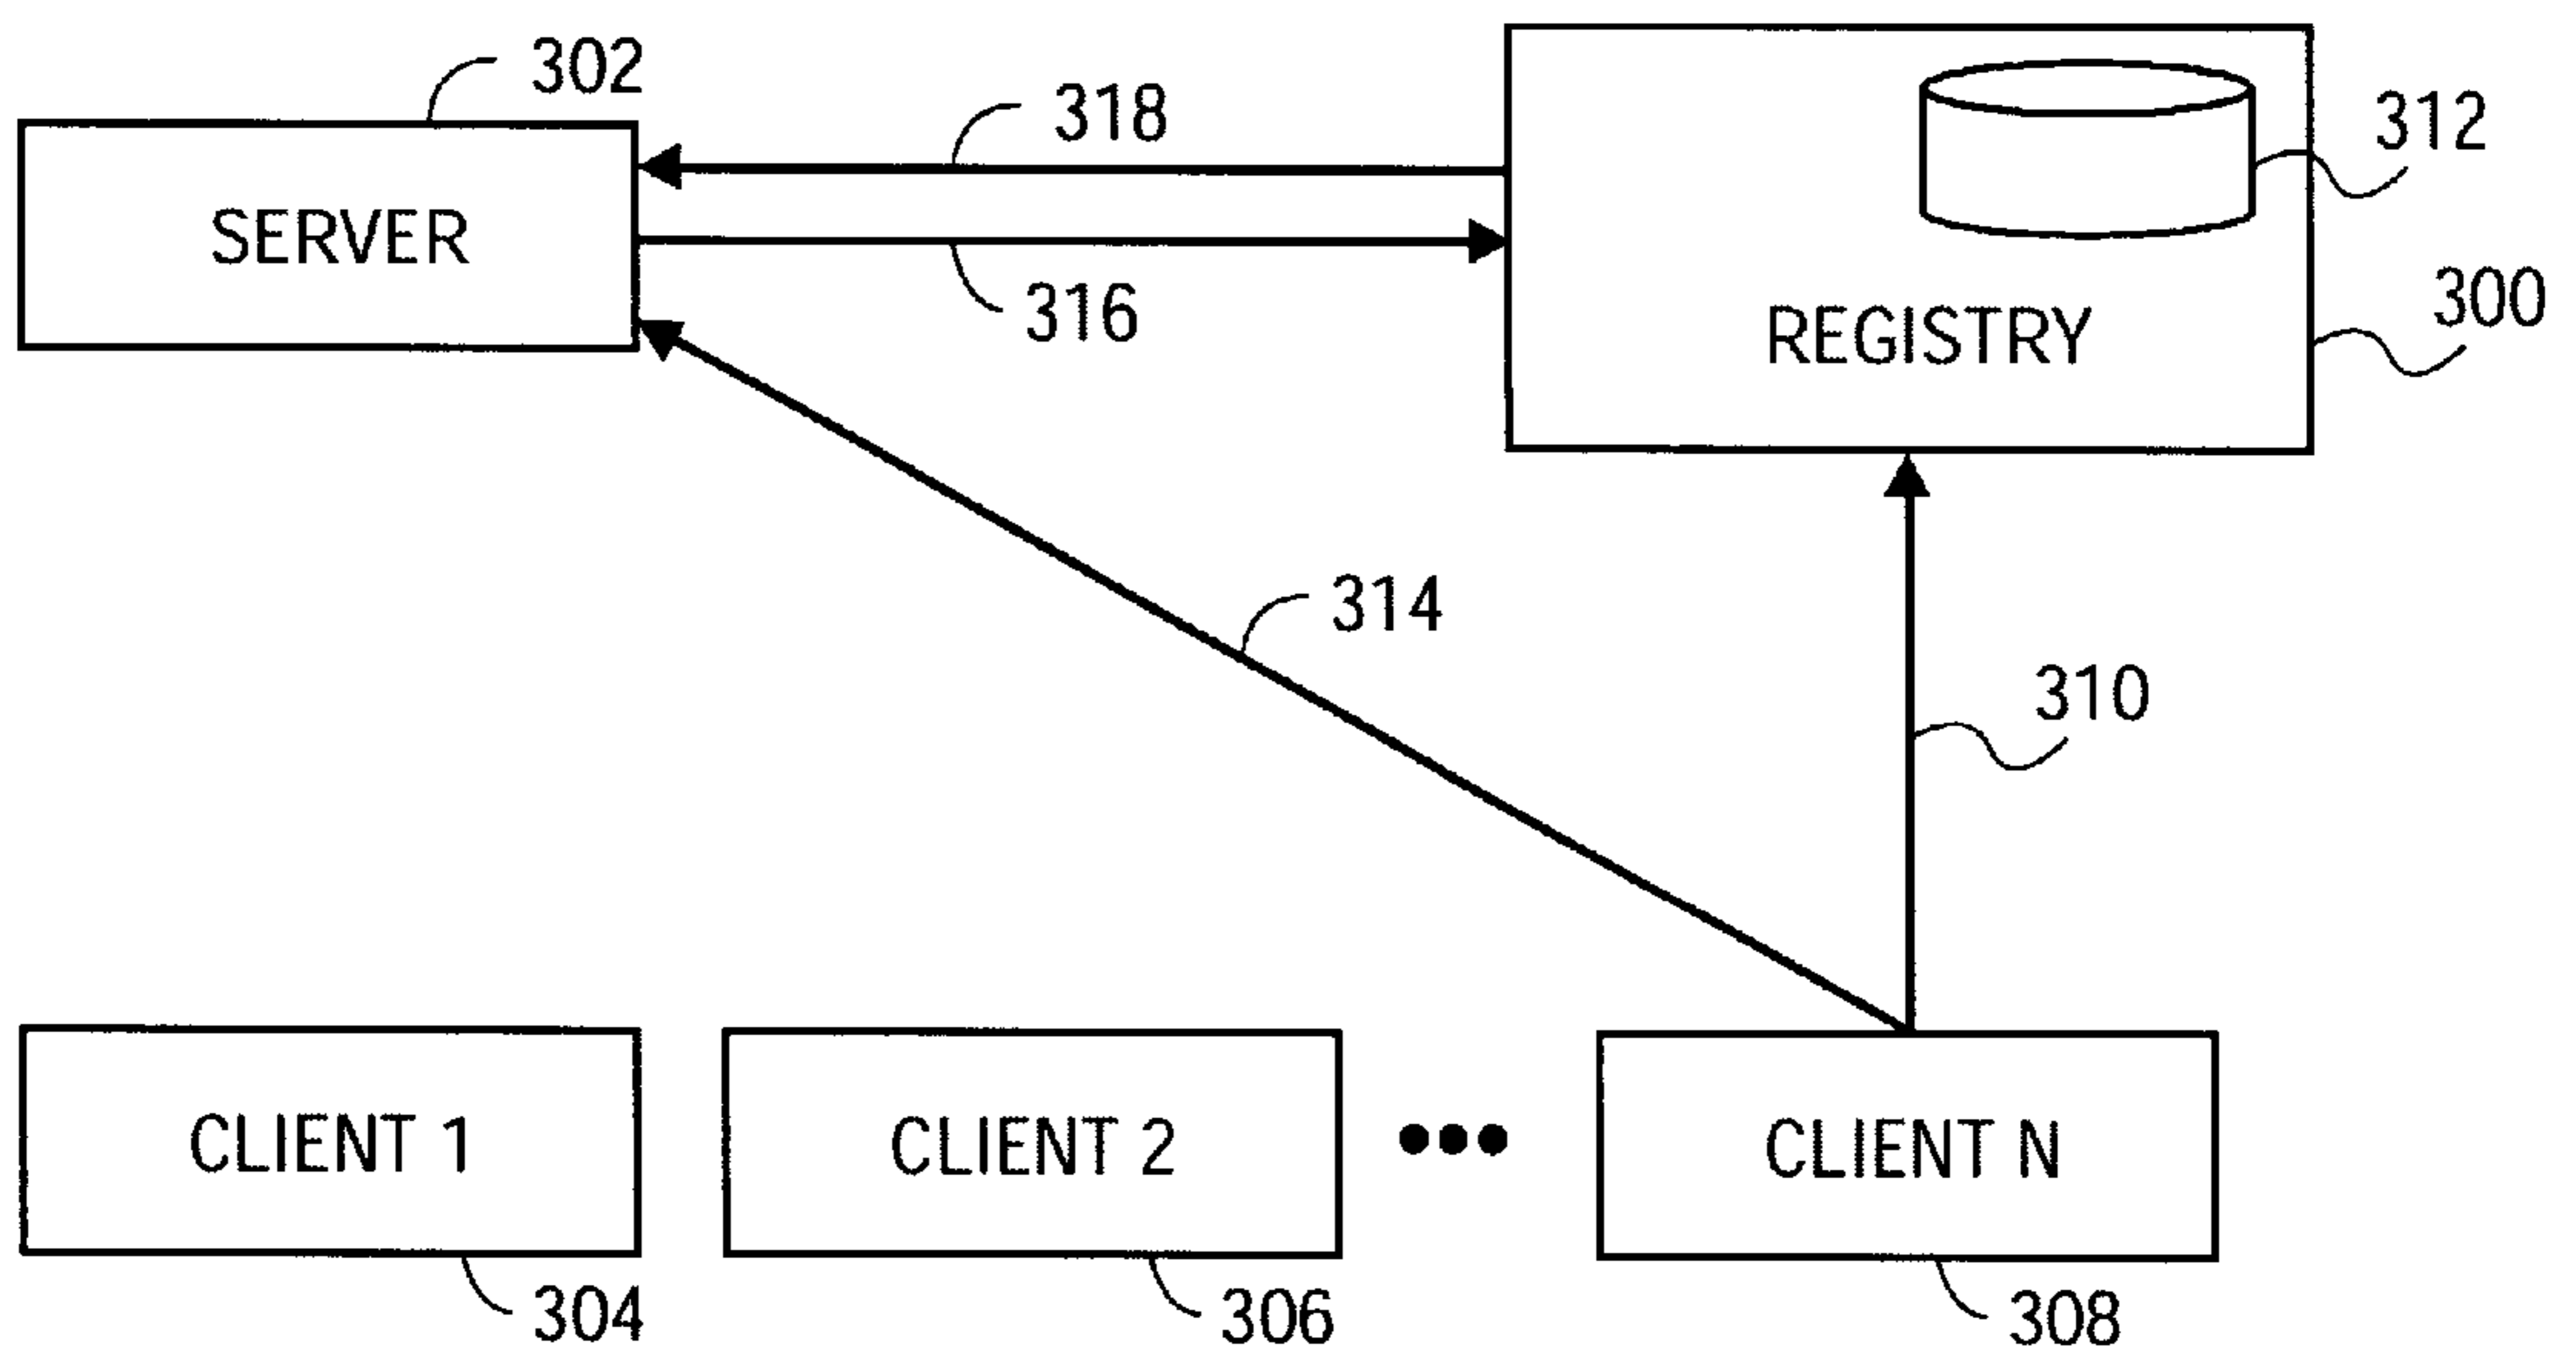 302
318
312
SERVER
316
300
REGISTRY
314
310
CLIENT 1
CLIENT 2
CLIENT N
304
306
308